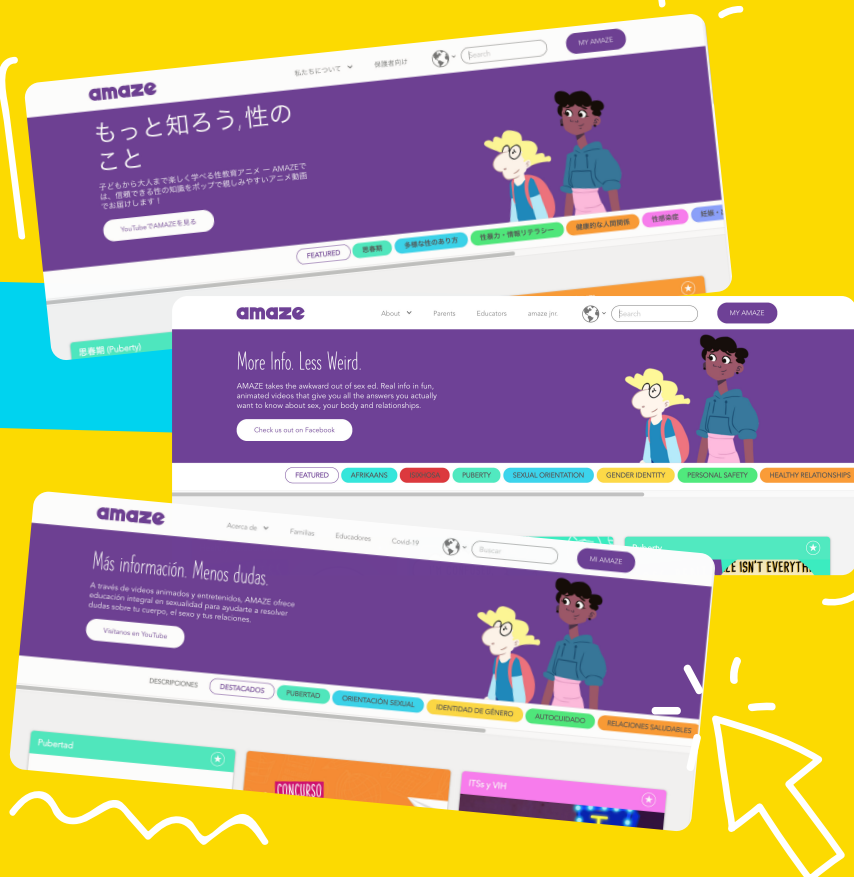 amaze
私たちについて
保護者向け
Search
MY AMAZE
もっと知ろう,性の
こと
子どもから大人まで楽しく学べる性教育アニメ ー AMAZEで
は、信頼できる性の知識をポップで親しみやすいアニメ動画
でお届けします！
YouTubeでAMAZEを見る
FEATURED
思春期
多様な性のあり方
性暴力・情報リテラシー
健康的な人間関係
性感染症
妊娠・
思春期 (Puberty)
amaze
About
Parents
Educators
amaze jnr.
Search
MY AMAZE
More Info. Less Weird.
AMAZE takes the awkward out of sex ed. Real info in fun,
animated videos that give you all the answers you actually
want to know about sex, your body and relationships.
Check us out on Facebook
FEATURED
AFRIKAANS
PUBERTY
SEXUAL ORIENTATION
GENDER IDENTITY
PERSONAL SAFETY
HEALTHY RELATIONSHIPS
Puberty
ISN'T EVERYTH
amaze
Acerca de
Familias
Educadores
Covid-19
Buscar
MI AMAZE
Más información. Menos dudas.
A través de videos animados y entretenidos, AMAZE ofrece
educación integral en sexualidad para ayudarte a resolver
dudas sobre tu cuerpo, el sexo y tus relaciones.
Visítanos en YouTube
DESCRIPCIONES
DESTACADOS
PUBERTAD
ORIENTACIÓN SEXUAL
IDENTIDAD DE GÉNERO
AUTOCUIDADO
RELACIONES SALUDABLES
Pubertad
CONCURSO
ITSs y VIH